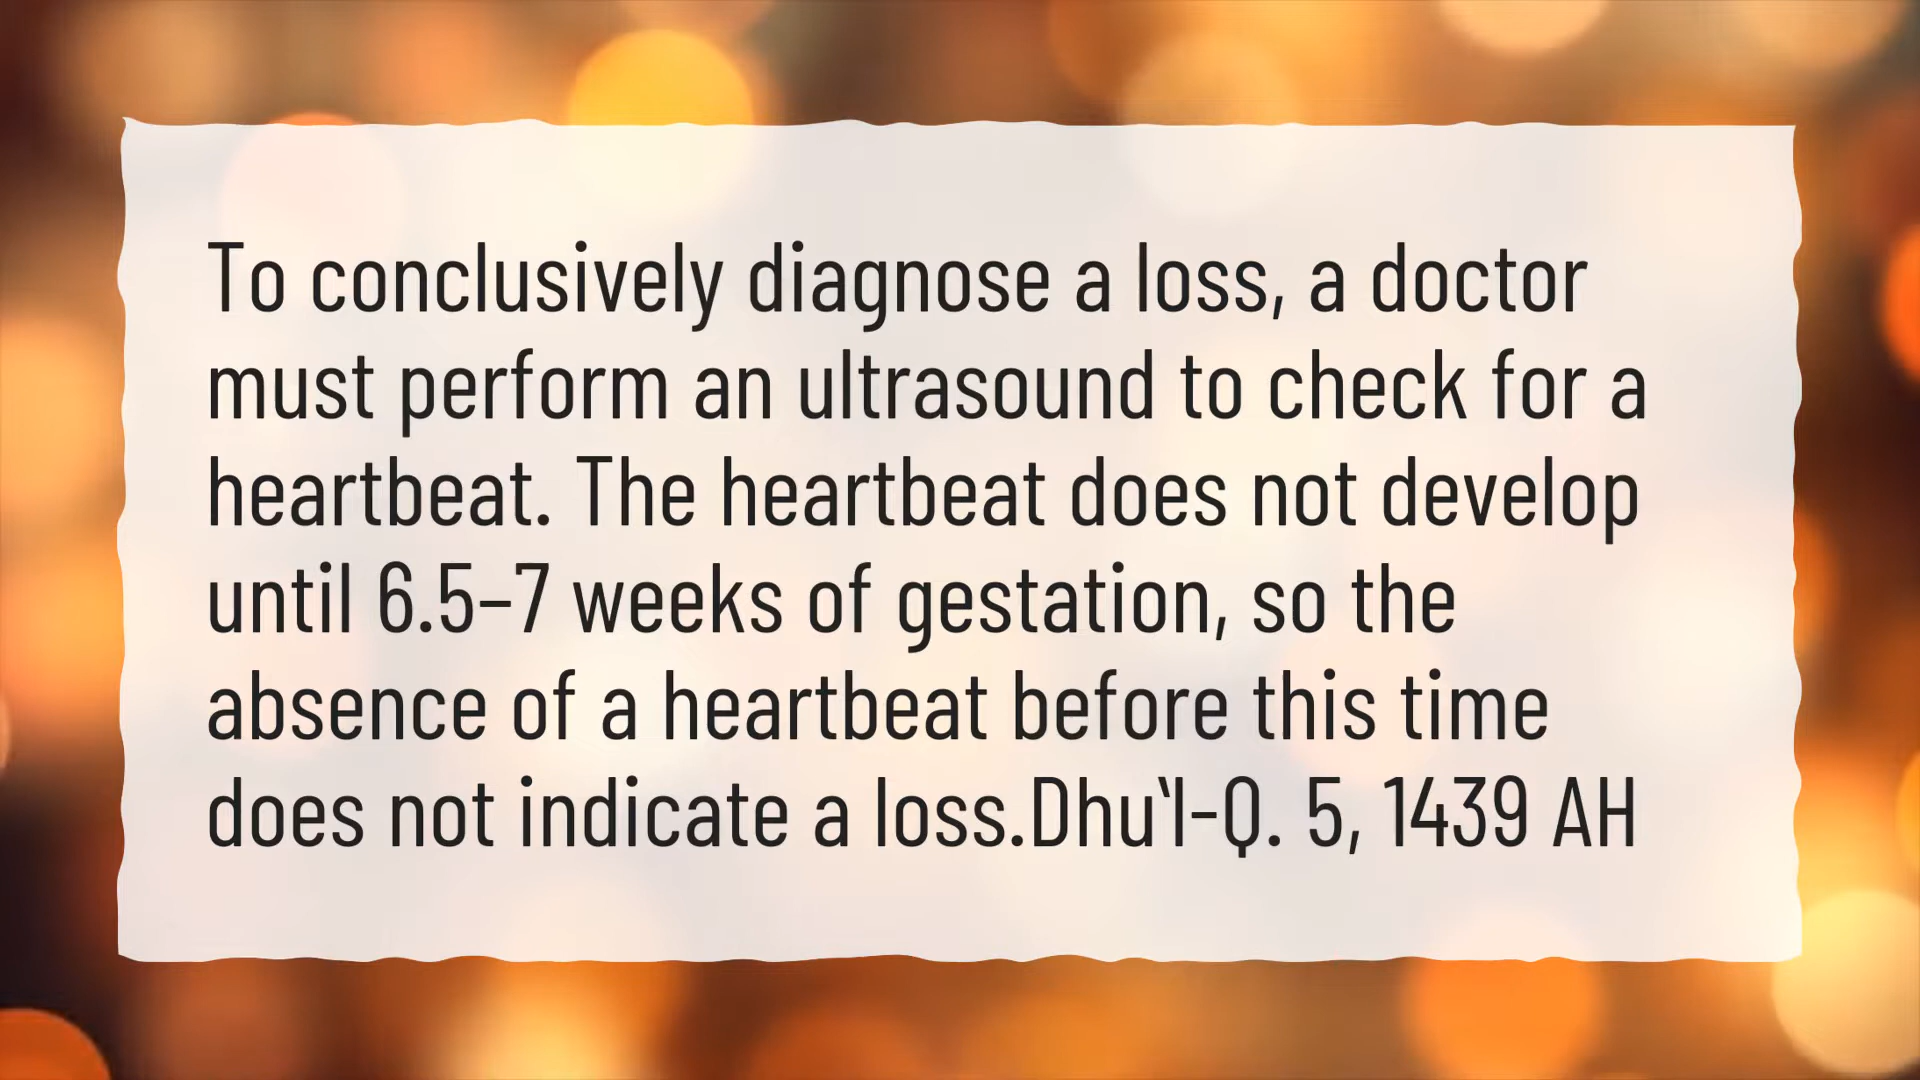 To conclusively diagnose a loss, a doctor
must perform an ultrasound to check for a
heartbeat. The heartbeat does not develop
until 6.5–7 weeks of gestation, so the
absence of a heartbeat before this time
does not indicate a loss.Dhuʻl-Q. 5, 1439 AH